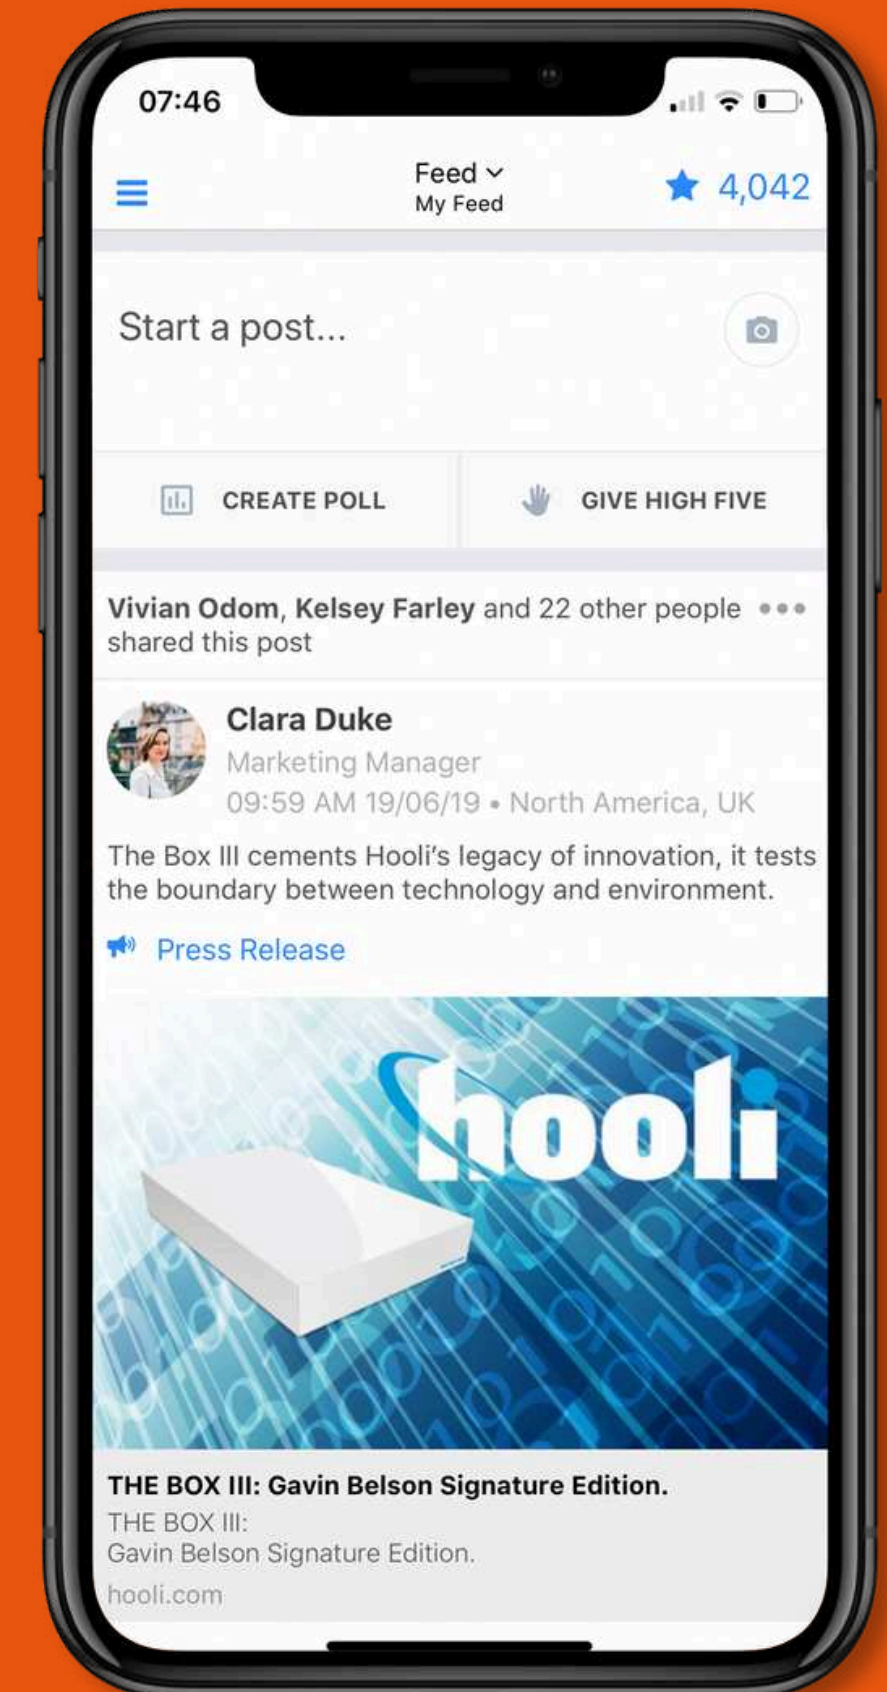 07:46
Feed
My Feed
4,042
Start a post...
CREATE POLL
GIVE HIGH FIVE
Vivian Odom, Kelsey Farley and 22 other people
shared this post
Clara Duke
Marketing Manager
09:59 AM 19/06/19 • North America, UK
The Box III cements Hooli's legacy of innovation, it tests
the boundary between technology and environment.
Press Release
hooli
THE BOX III: Gavin Belson Signature Edition.
THE BOX III:
Gavin Belson Signature Edition.
hooli.com